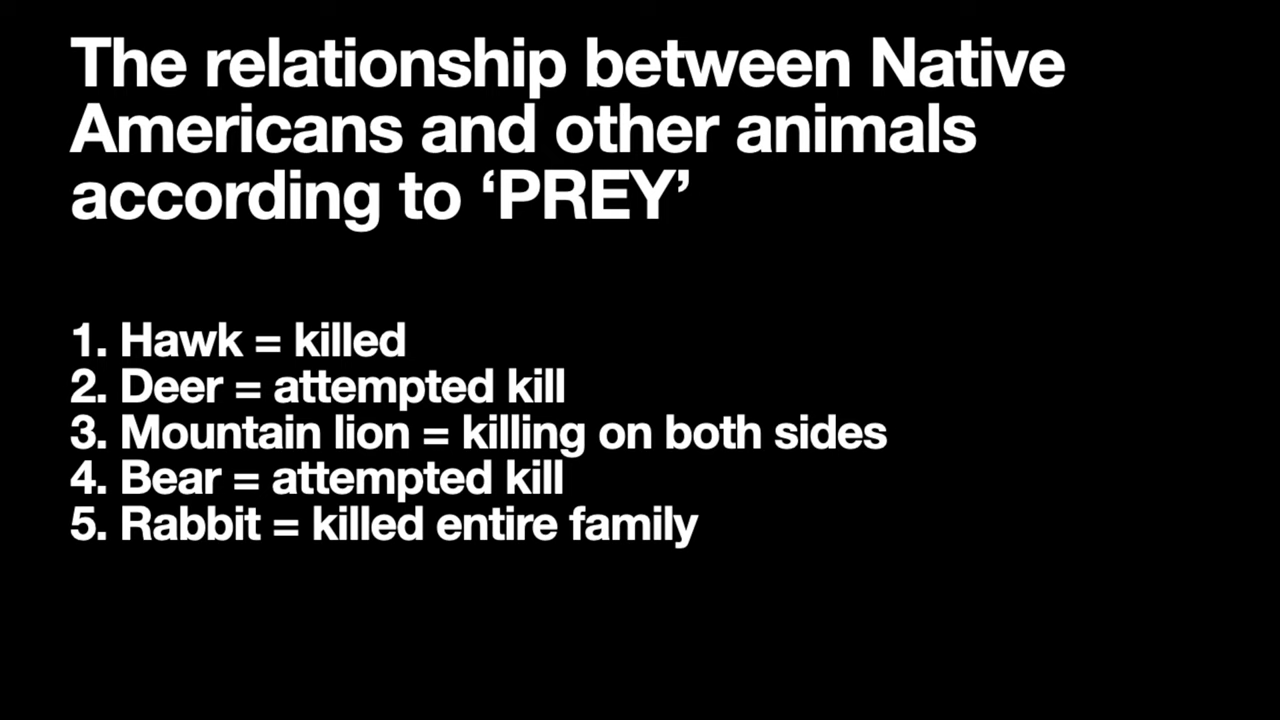 The relationship between Native
Americans and other animals
according to ‘PREY’
1. Hawk = killed
2. Deer = attempted kill
3. Mountain lion = killing on both sides
4. Bear = attempted kill
5. Rabbit = killed entire family